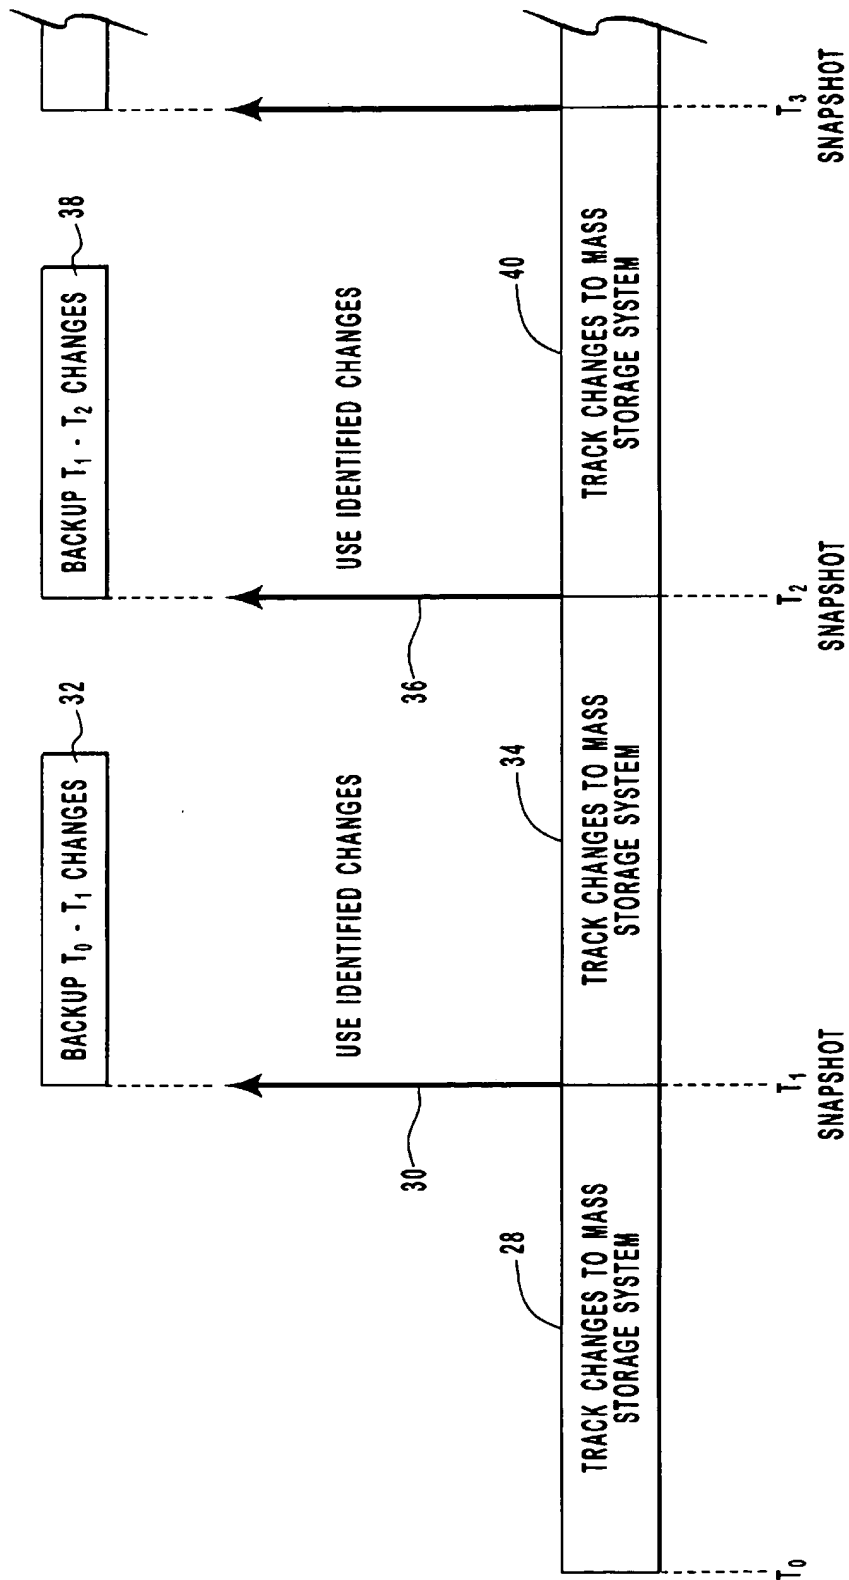 BACKUP T₀ - T₁ CHANGES
32
BACKUP T₁ - T₂ CHANGES
38
USE IDENTIFIED CHANGES
USE IDENTIFIED CHANGES
30
36
28
34
40
TRACK CHANGES TO MASS
STORAGE SYSTEM
TRACK CHANGES TO MASS
STORAGE SYSTEM
TRACK CHANGES TO MASS
STORAGE SYSTEM
T₀
T₁
SNAPSHOT
T₂
SNAPSHOT
T₃
SNAPSHOT